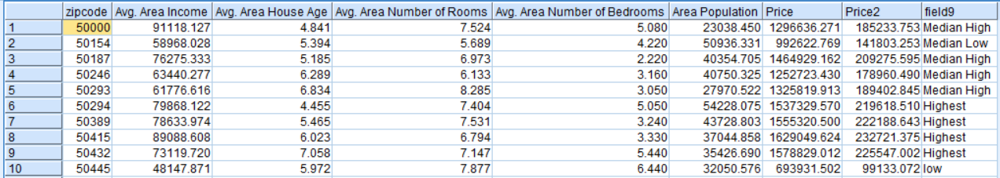 zipcode Avg. Area Income Avg. Area House Age Avg. Area Number of Rooms Avg. Area Number of Bedrooms Area Population Price Price2 field9
1 50000 91118.127 4.841 7.524 5.080 23038.450 1296636.271 185233.753 Median High
2 50154 58968.028 5.394 5.689 4.220 50936.331 992622.769 141803.253 Median Low
3 50187 76275.333 5.185 6.973 2.220 40354.705 1464929.162 209275.595 Median High
4 50246 63440.277 6.289 6.133 3.160 40750.325 1252723.430 178960.490 Median High
5 50293 61776.616 6.834 8.285 3.050 27970.522 1325819.913 189402.845 Median High
6 50294 79868.122 4.455 7.404 5.050 54228.075 1537329.570 219618.510 Highest
7 50389 78633.974 5.465 7.531 3.240 43728.803 1555320.500 222188.643 Highest
8 50415 89088.608 6.023 6.794 3.330 37044.858 1629049.624 232721.375 Highest
9 50432 73119.720 7.058 7.147 5.440 35426.690 1578829.012 225547.002 Highest
10 50445 48147.871 5.972 7.877 6.440 32050.576 693931.502 99133.072 low